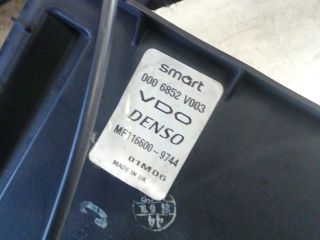 smart
000 6852 V003
VDO
DENSO
MF116600-9744
01M06
MADE IN UK